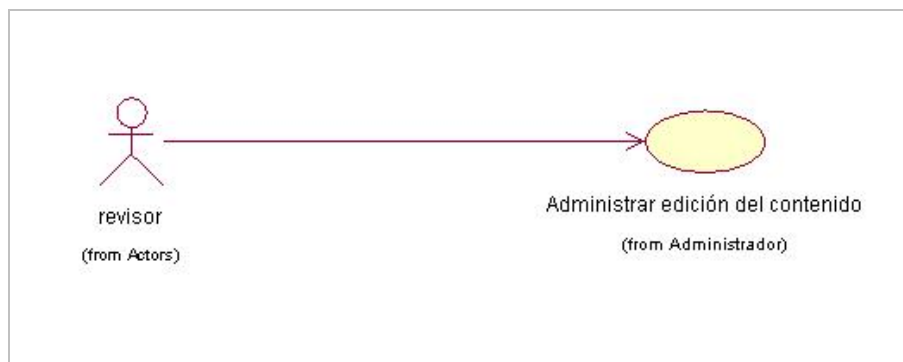 revisor
(from Actors)
Administrar edición del contenido
(from Administrador)